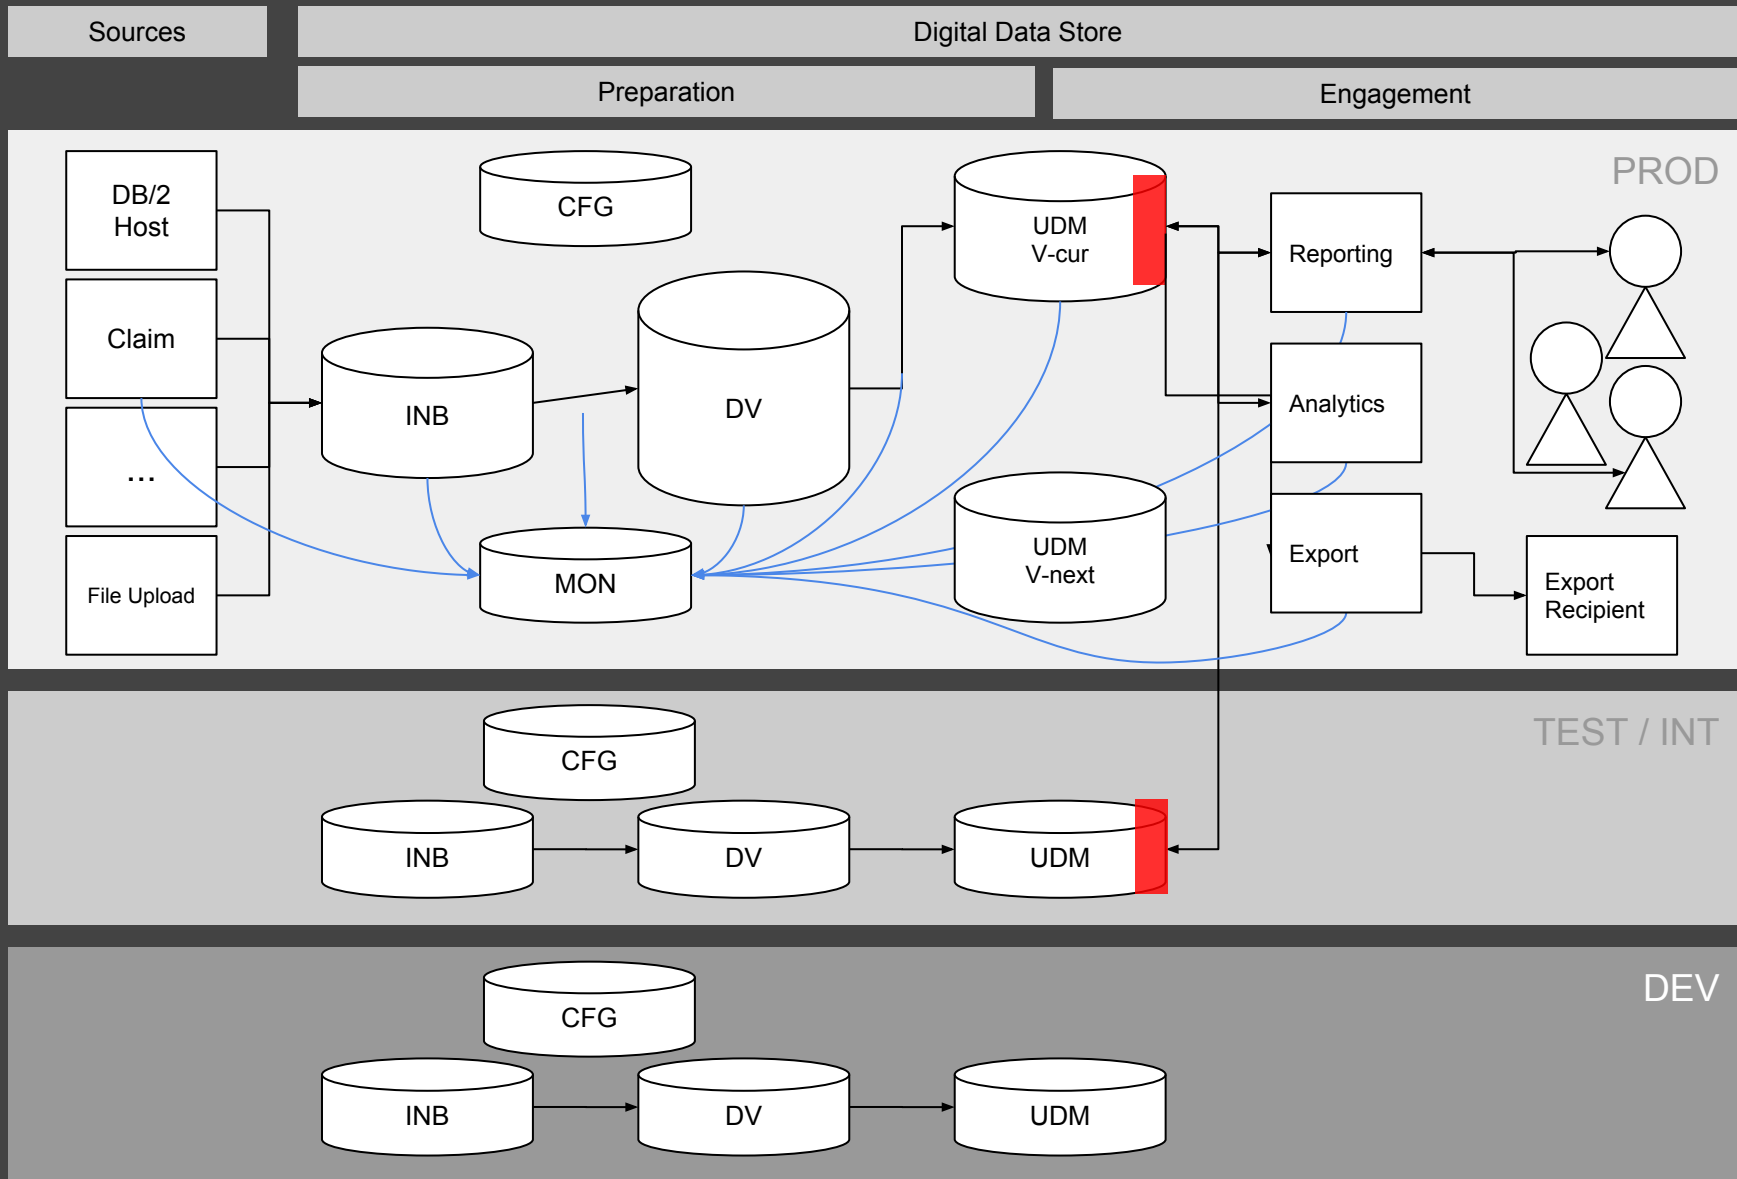 Sources
Digital Data Store
Preparation
Engagement
PROD
DB/2
Host
CFG
UDM
V-cur
Reporting
Claim
INB
DV
Analytics
...
MON
UDM
V-next
Export
File Upload
Export
Recipient
TEST / INT
CFG
INB
DV
UDM
DEV
CFG
INB
DV
UDM